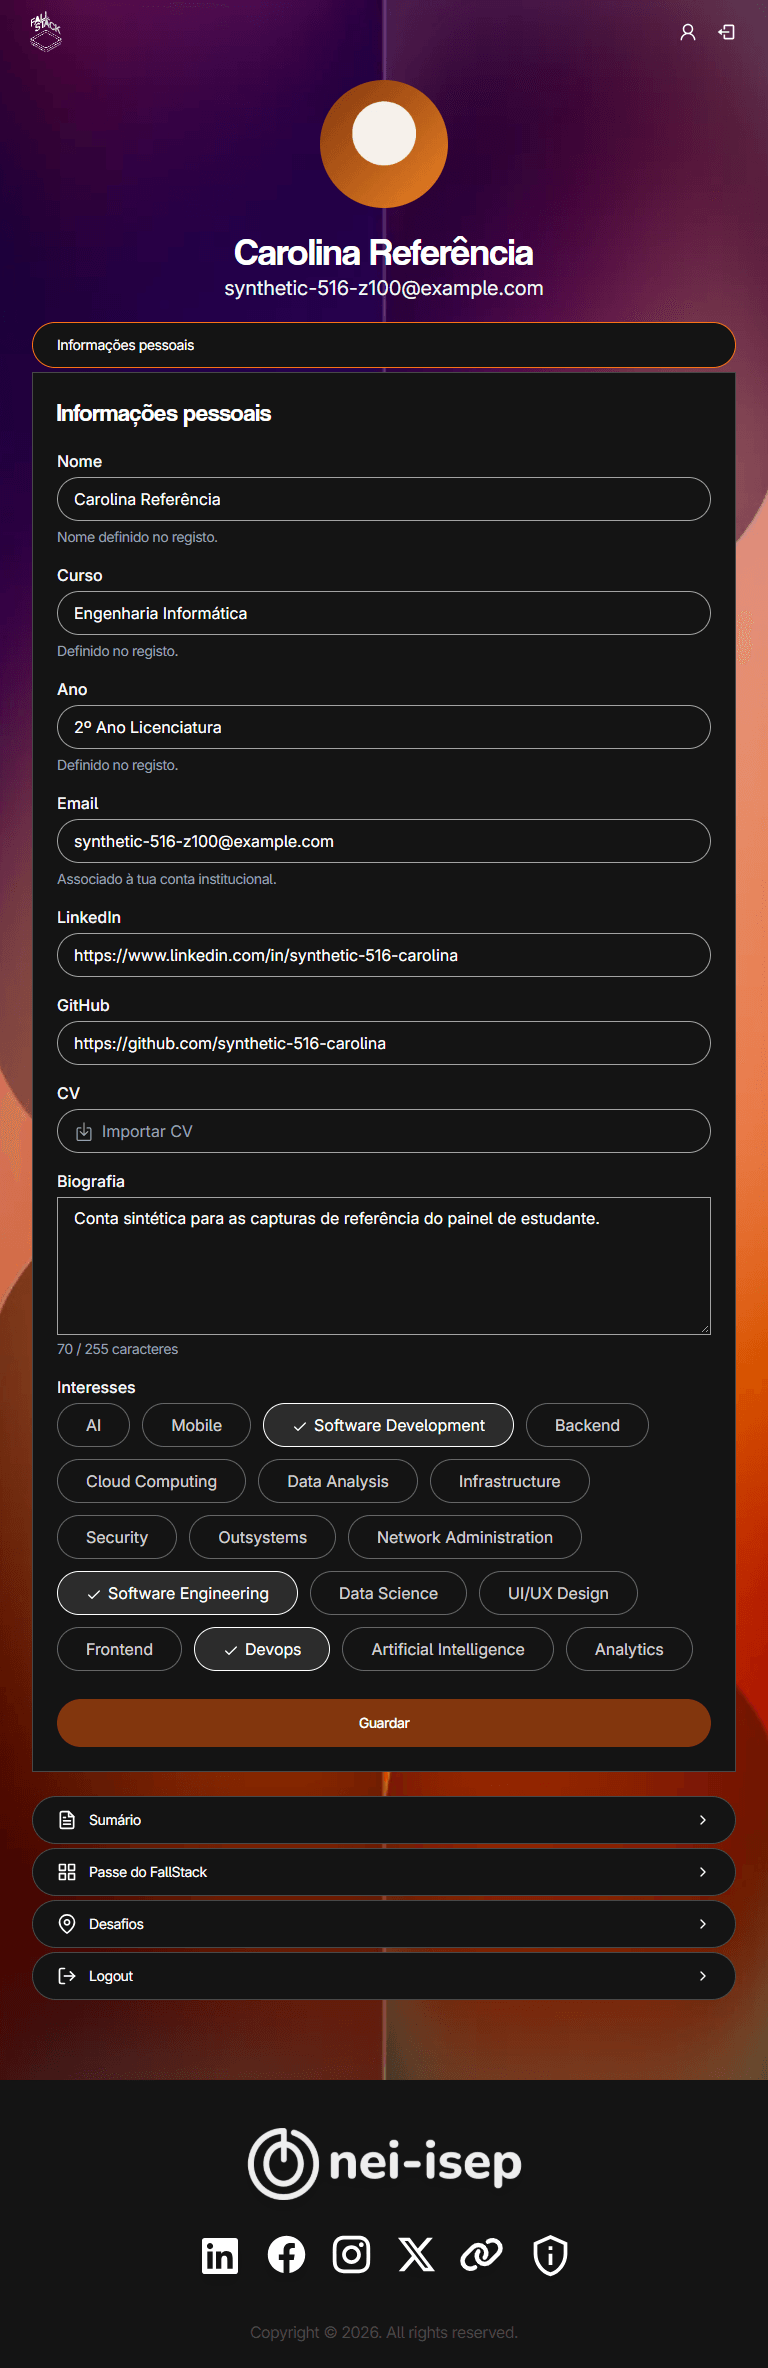 FALL
STACK
Carolina Referência
synthetic-516-z100@example.com
Informações pessoais
Informações pessoais
Nome
Carolina Referência
Nome definido no registo.
Curso
Engenharia Informática
Definido no registo.
Ano
2º Ano Licenciatura
Definido no registo.
Email
synthetic-516-z100@example.com
Associado à tua conta institucional.
LinkedIn
https://www.linkedin.com/in/synthetic-516-carolina
GitHub
https://github.com/synthetic-516-carolina
CV
Importar CV
Biografia
Conta sintética para as capturas de referência do painel de estudante.
70 / 255 caracteres
Interesses
AI Mobile Software Development Backend
Cloud Computing Data Analysis Infrastructure
Security Outsystems Network Administration
Software Engineering Data Science UI/UX Design
Frontend Devops Artificial Intelligence Analytics
Guardar
Sumário
Passe do FallStack
Desafios
Logout
nei-isep
Copyright © 2026. All rights reserved.